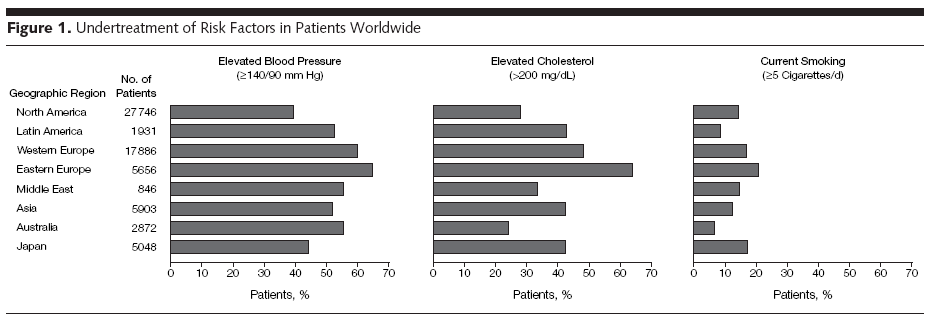 Figure 1. Undertreatment of Risk Factors in Patients Worldwide
Geographic Region
No. of
Patients
Elevated Blood Pressure
(≥140/90 mm Hg)
Elevated Cholesterol
(>200 mg/dL)
Current Smoking
(≥5 Cigarettes/d)
North America 27 746
Latin America 1931
Western Europe 17 886
Eastern Europe 5656
Middle East 846
Asia 5903
Australia 2872
Japan 5048
0 10 20 30 40 50 60 70
Patients, %
0 10 20 30 40 50 60 70
Patients, %
0 10 20 30 40 50 60 70
Patients, %